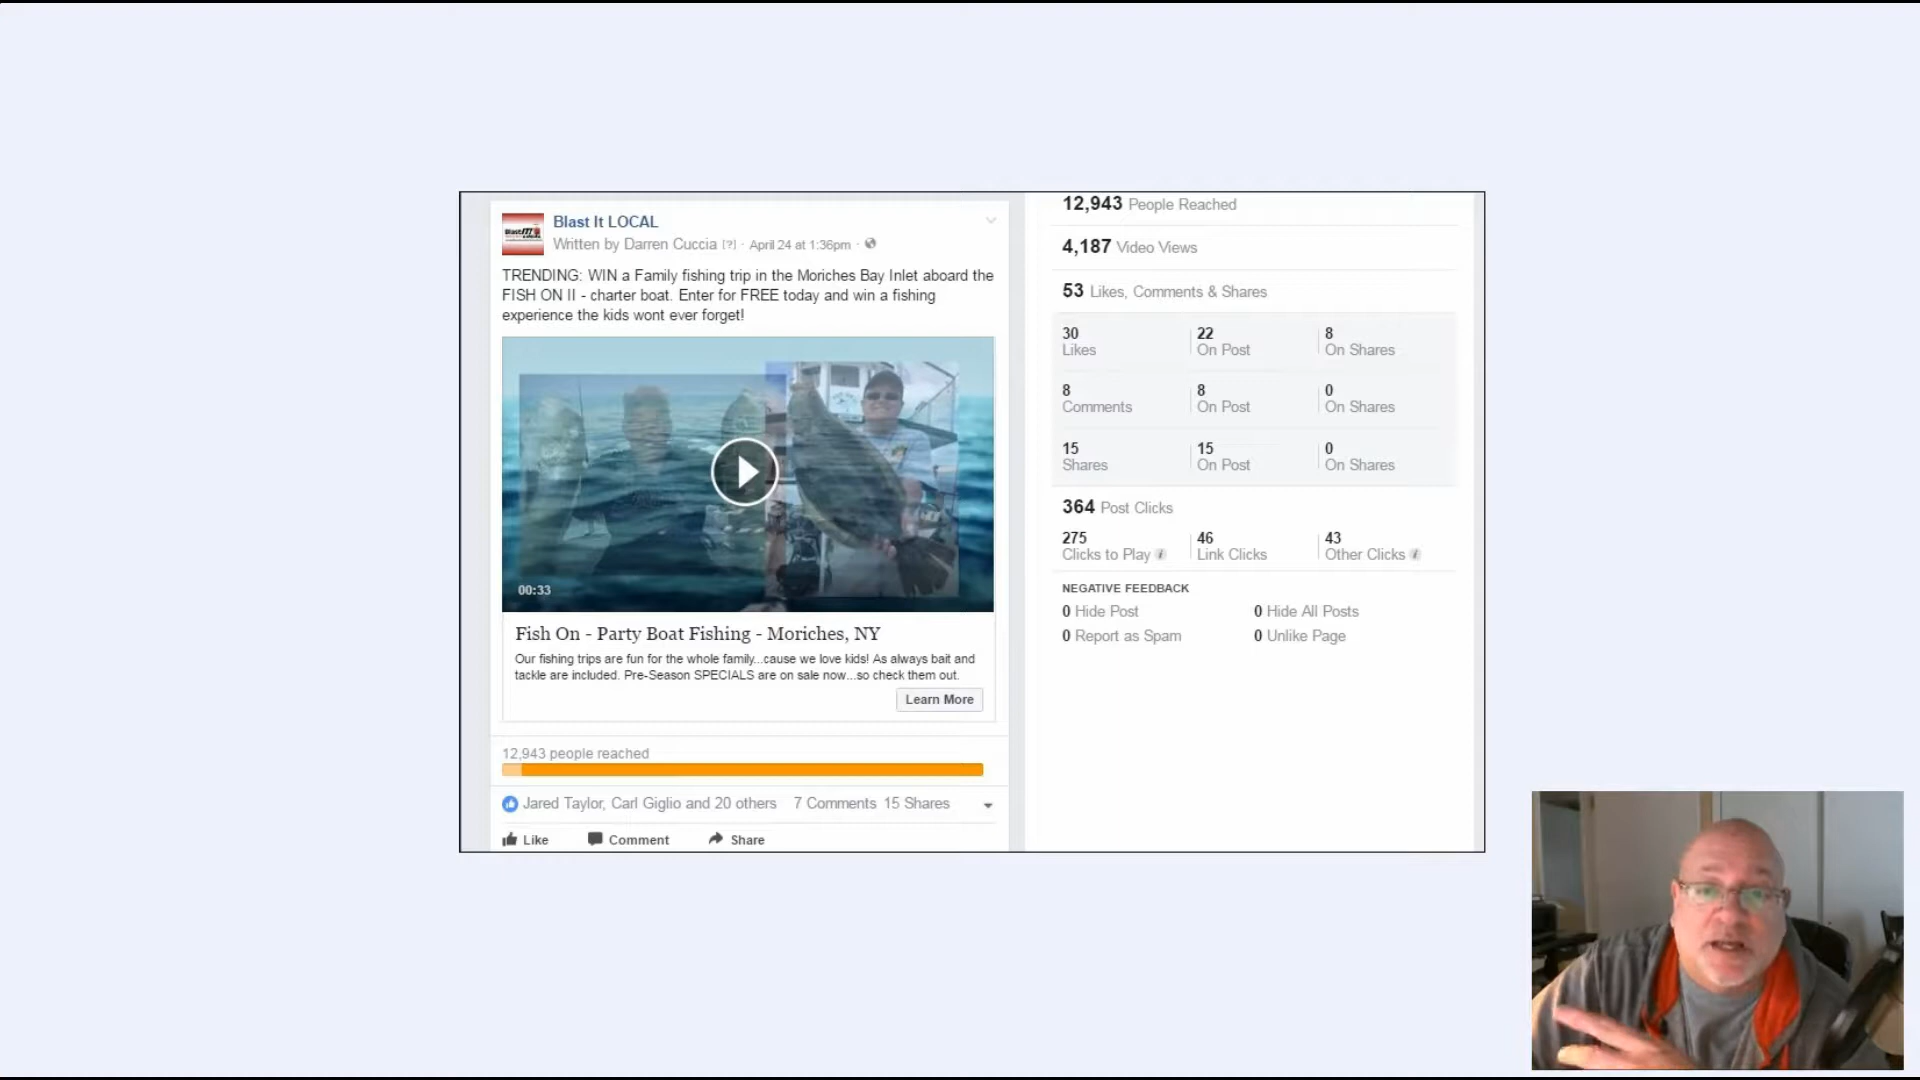 Blast It LOCAL
Written by Darren Cuccia [?] · April 24 at 1:36pm ·
TRENDING: WIN a Family fishing trip in the Moriches Bay Inlet aboard the
FISH ON II - charter boat. Enter for FREE today and win a fishing
experience the kids wont ever forget!
00:33
Fish On - Party Boat Fishing - Moriches, NY
Our fishing trips are fun for the whole family...cause we love kids! As always bait and
tackle are included. Pre-Season SPECIALS are on sale now...so check them out.
Learn More
12,943 people reached
Jared Taylor, Carl Giglio and 20 others 7 Comments 15 Shares
Like Comment Share
12,943 People Reached
4,187 Video Views
53 Likes, Comments & Shares
30 22 8
Likes On Post On Shares
8 8 0
Comments On Post On Shares
15 15 0
Shares On Post On Shares
364 Post Clicks
275 46 43
Clicks to Play i Link Clicks Other Clicks i
NEGATIVE FEEDBACK
0 Hide Post 0 Hide All Posts
0 Report as Spam 0 Unlike Page